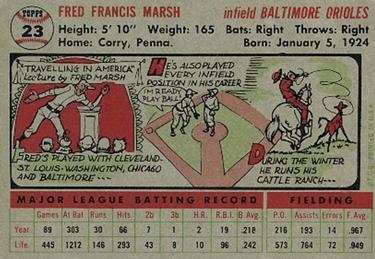 TOPPS
23
FRED FRANCIS MARSH infield BALTIMORE ORIOLES
Height: 5' 10" Weight: 165 Bats: Right Throws: Right
Home: Corry, Penna. Born: January 5, 1924
"TRAVELLING IN AMERICA"
Lecture by FRED MARSH
HE'S ALSO PLAYED
EVERY INFIELD
POSITION IN HIS CAREER
I'M READY
PLAY BALL!
FRED'S PLAYED WITH CLEVELAND-
ST. LOUIS-WASHINGTON, CHICAGO
AND BALTIMORE---
DURING THE WINTER
HE RUNS HIS
CATTLE RANCH---
PRINTED IN U.S.A.
MAJOR LEAGUE BATTING RECORD FIELDING
Games At Bat Runs Hits 2b 3b H.R. R.B.I. B.Avg. P.O. Assists Errors F.Avg.
Year 89 303 30 66 7 1 2 19 .218 216 193 14 .967
Life 445 1212 146 293 43 8 10 96 .242 573 764 72 .949